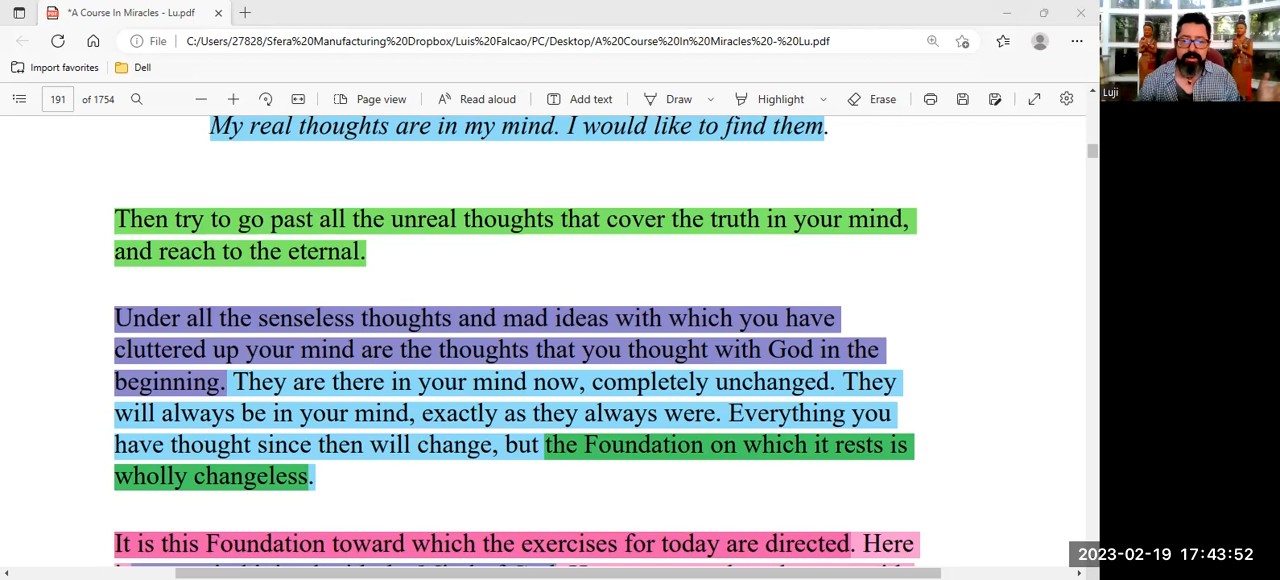 *A Course In Miracles - Lu.pdf
File C:/Users/27828/Sfera%20Manufacturing%20Dropbox/Luis%20Falcao/PC/Desktop/A%20Course%20In%20Miracles%20-%20Lu.pdf
Import favorites Dell
191 of 1754 Page view Read aloud Add text Draw Highlight Erase
Luji
My real thoughts are in my mind. I would like to find them.
Then try to go past all the unreal thoughts that cover the truth in your mind,
and reach to the eternal.
Under all the senseless thoughts and mad ideas with which you have
cluttered up your mind are the thoughts that you thought with God in the
beginning. They are there in your mind now, completely unchanged. They
will always be in your mind, exactly as they always were. Everything you
have thought since then will change, but the Foundation on which it rests is
wholly changeless.
It is this Foundation toward which the exercises for today are directed. Here
2023-02-19 17:43:52